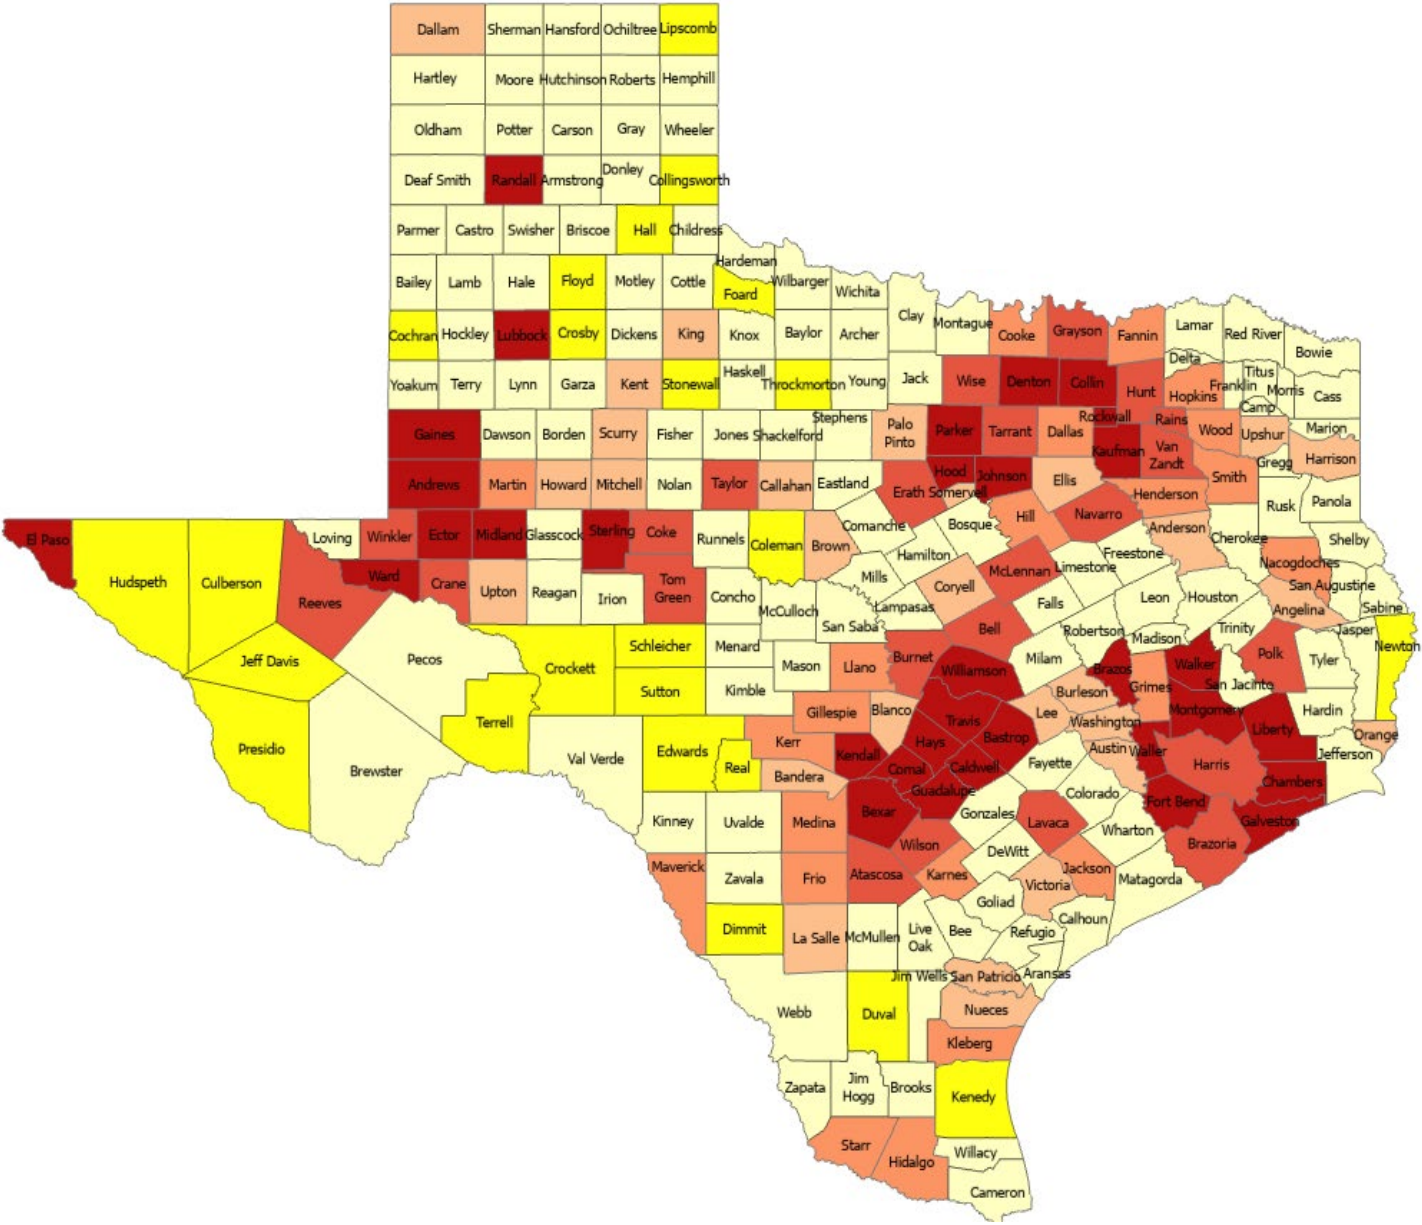 Dallam Sherman Hansford Ochiltree Lipscomb
Hartley Moore Hutchinson Roberts Hemphill
Oldham Potter Carson Gray Wheeler
Deaf Smith Randall Armstrong Donley Collingsworth
Parmer Castro Swisher Briscoe Hall Childress
Hardeman
Bailey Lamb Hale Floyd Motley Cottle Foard Wilbarger Wichita
Clay Montague Cooke Grayson Fannin Lamar Red River Bowie
Cochran Hockley Lubbock Crosby Dickens King Knox Baylor Archer
Delta Titus
Yoakum Terry Lynn Garza Kent Stonewall Haskell Throckmorton Young Jack Wise Denton Collin Hunt Hopkins Franklin Morris Cass
Camp
Gaines Dawson Borden Scurry Fisher Jones Shackelford Stephens Palo Pinto Parker Tarrant Dallas Rockwall Rains Wood Upshur Marion
Kaufman Van Zandt Gregg Harrison
Andrews Martin Howard Mitchell Nolan Taylor Callahan Eastland Erath Somervell Hood Johnson Ellis Henderson Smith Rusk Panola
El Paso Loving Winkler Ector Midland Glasscock Sterling Coke Runnels Coleman Brown Comanche Bosque Hill Navarro Anderson Cherokee Shelby
Hudspeth Culberson Reeves Ward Crane Upton Reagan Irion Tom Green Concho McCulloch Mills Hamilton Coryell McLennan Limestone Freestone Nacogdoches
San Saba Lampasas Falls Leon Houston San Augustine Angelina Sabine
Jeff Davis Pecos Crockett Schleicher Menard Mason Llano Burnet Bell Milam Robertson Madison Trinity Polk Tyler Jasper Newton
Sutton Kimble Williamson Brazos Grimes Walker San Jacinto
Presidio Brewster Terrell Val Verde Edwards Real Kerr Gillespie Blanco Travis Lee Burleson Washington Montgomery Liberty Hardin Orange
Bandera Kendall Hays Bastrop Fayette Austin Waller Harris Jefferson
Comal Caldwell Chambers
Kinney Uvalde Medina Bexar Guadalupe Gonzales Colorado Fort Bend Galveston
Wilson Lavaca Wharton Brazoria
Maverick Zavala Frio Atascosa Karnes DeWitt Victoria Jackson Matagorda
Dimmit La Salle McMullen Live Oak Bee Goliad Refugio Calhoun
Jim Wells San Patricio Aransas
Webb Duval Nueces
Kleberg
Zapata Jim Hogg Brooks Kenedy
Starr Hidalgo Willacy
Cameron